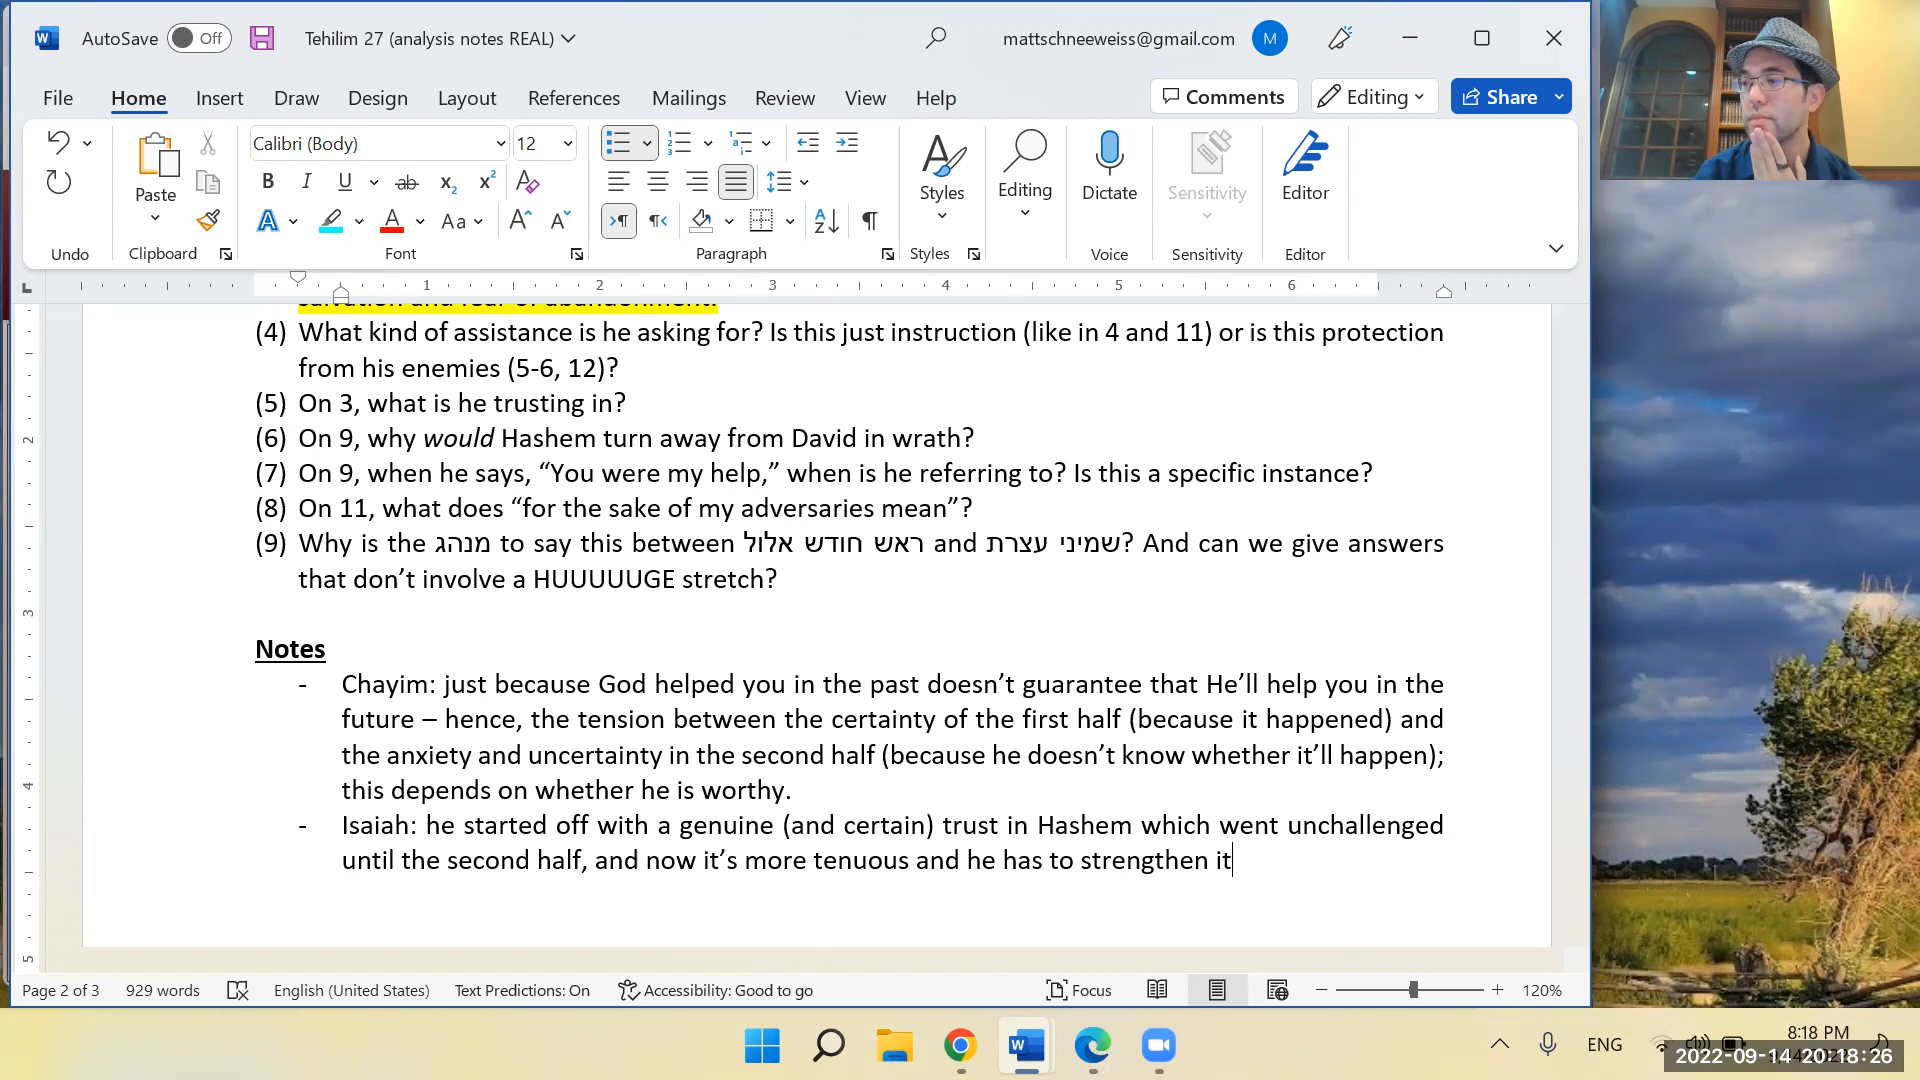 AutoSave Off Tehilim 27 (analysis notes REAL) mattschneeweiss@gmail.com M
File Home Insert Draw Design Layout References Mailings Review View Help Comments Editing Share
Calibri (Body) 12
Paste Styles Editing Dictate Sensitivity Editor
Undo Clipboard Font Paragraph Styles Voice Sensitivity Editor
1 2 3 4 5 6
salvation and fear of abandonment.
(4) What kind of assistance is he asking for? Is this just instruction (like in 4 and 11) or is this protection
from his enemies (5-6, 12)?
(5) On 3, what is he trusting in?
(6) On 9, why would Hashem turn away from David in wrath?
(7) On 9, when he says, “You were my help,” when is he referring to? Is this a specific instance?
(8) On 11, what does “for the sake of my adversaries mean”?
(9) Why is the מנהג to say this between ראש חודש אלול and שמיני עצרת? And can we give answers
that don’t involve a HUUUUUGE stretch?
Notes
- Chayim: just because God helped you in the past doesn’t guarantee that He’ll help you in the
future – hence, the tension between the certainty of the first half (because it happened) and
the anxiety and uncertainty in the second half (because he doesn’t know whether it’ll happen);
this depends on whether he is worthy.
- Isaiah: he started off with a genuine (and certain) trust in Hashem which went unchallenged
until the second half, and now it’s more tenuous and he has to strengthen it
Page 2 of 3 929 words English (United States) Text Predictions: On Accessibility: Good to go Focus 120%
ENG 8:18 PM
2022-09-14 20:18:26